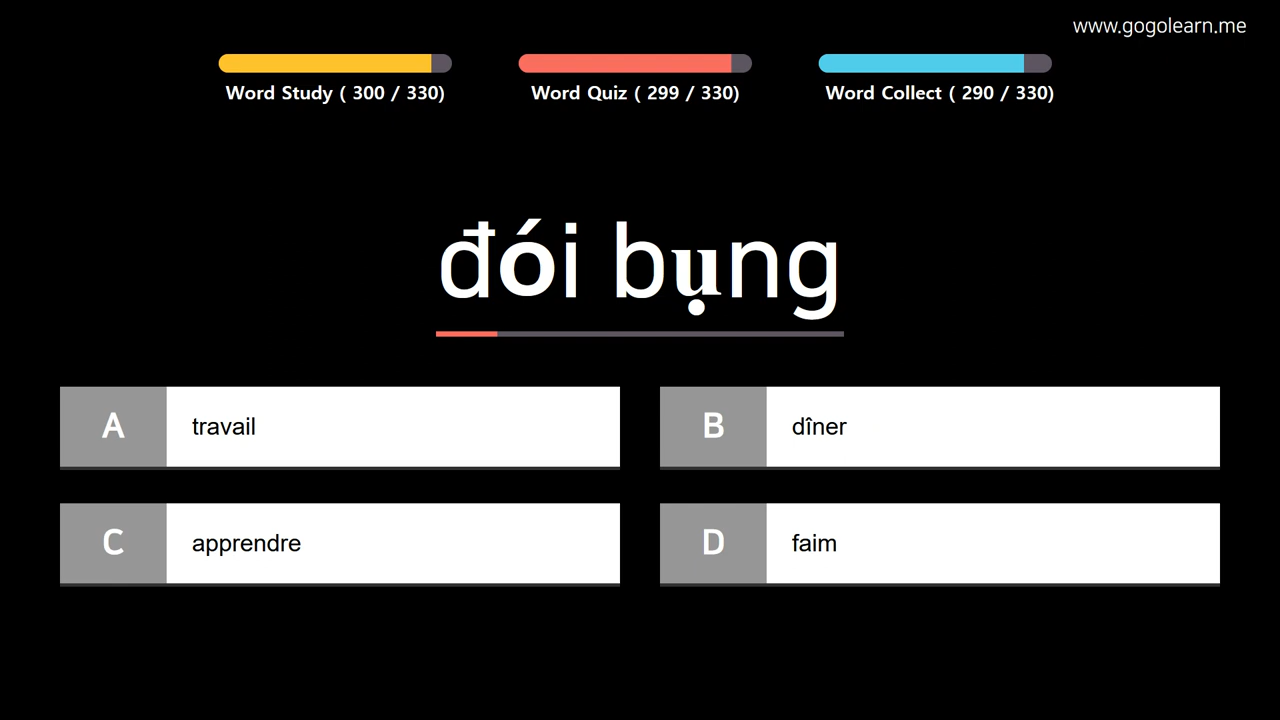 www.gogolearn.me
Word Study ( 300 / 330)
Word Quiz ( 299 / 330)
Word Collect ( 290 / 330)
đói bụng
A travail
B dîner
C apprendre
D faim